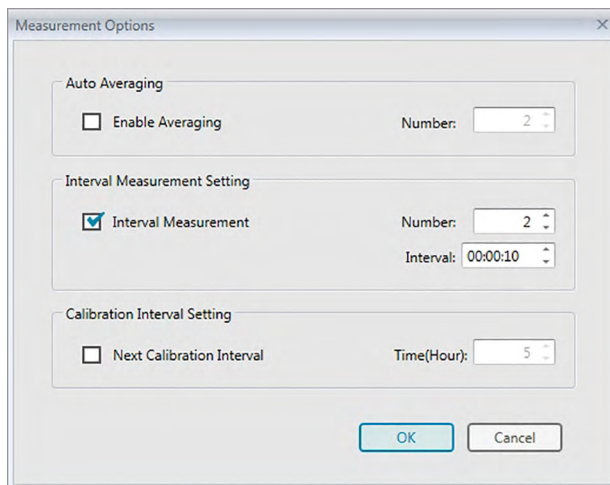 Measurement Options
Auto Averaging
Enable Averaging Number: 2
Interval Measurement Setting
Interval Measurement Number: 2
Interval: 00:00:10
Calibration Interval Setting
Next Calibration Interval Time(Hour): 5
OK Cancel